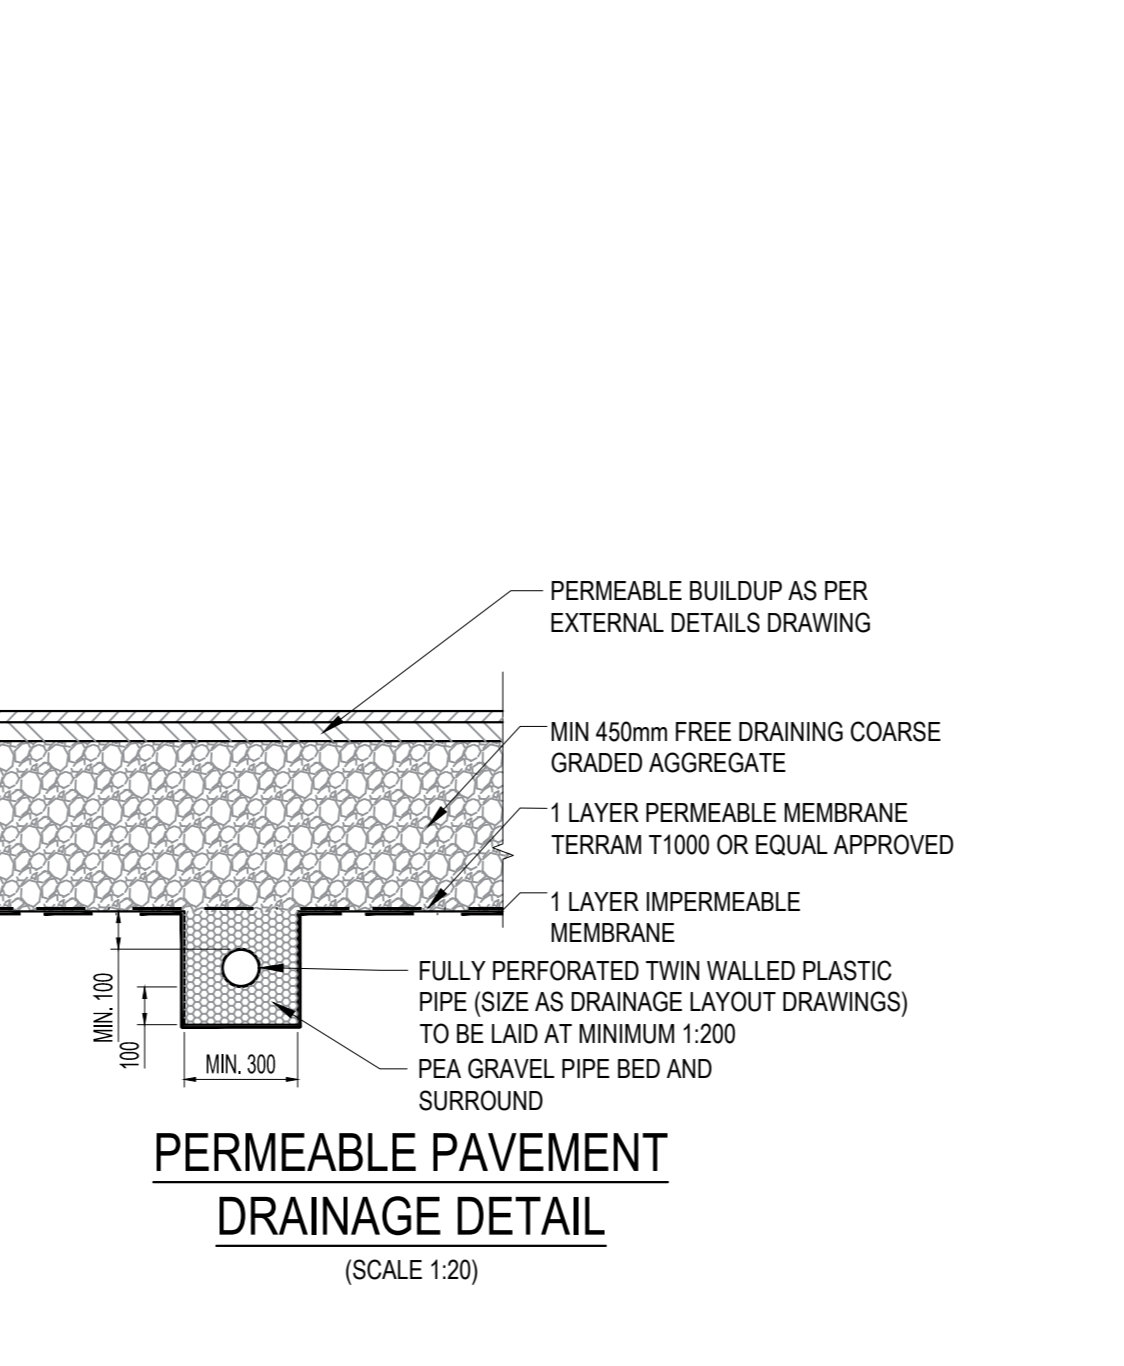 PERMEABLE BUILDUP AS PER
EXTERNAL DETAILS DRAWING
MIN 450mm FREE DRAINING COARSE
GRADED AGGREGATE
1 LAYER PERMEABLE MEMBRANE
TERRAM T1000 OR EQUAL APPROVED
1 LAYER IMPERMEABLE
MEMBRANE
FULLY PERFORATED TWIN WALLED PLASTIC
PIPE (SIZE AS DRAINAGE LAYOUT DRAWINGS)
TO BE LAID AT MINIMUM 1:200
PEA GRAVEL PIPE BED AND
SURROUND
MIN. 100
100
MIN. 300
PERMEABLE PAVEMENT
DRAINAGE DETAIL
(SCALE 1:20)